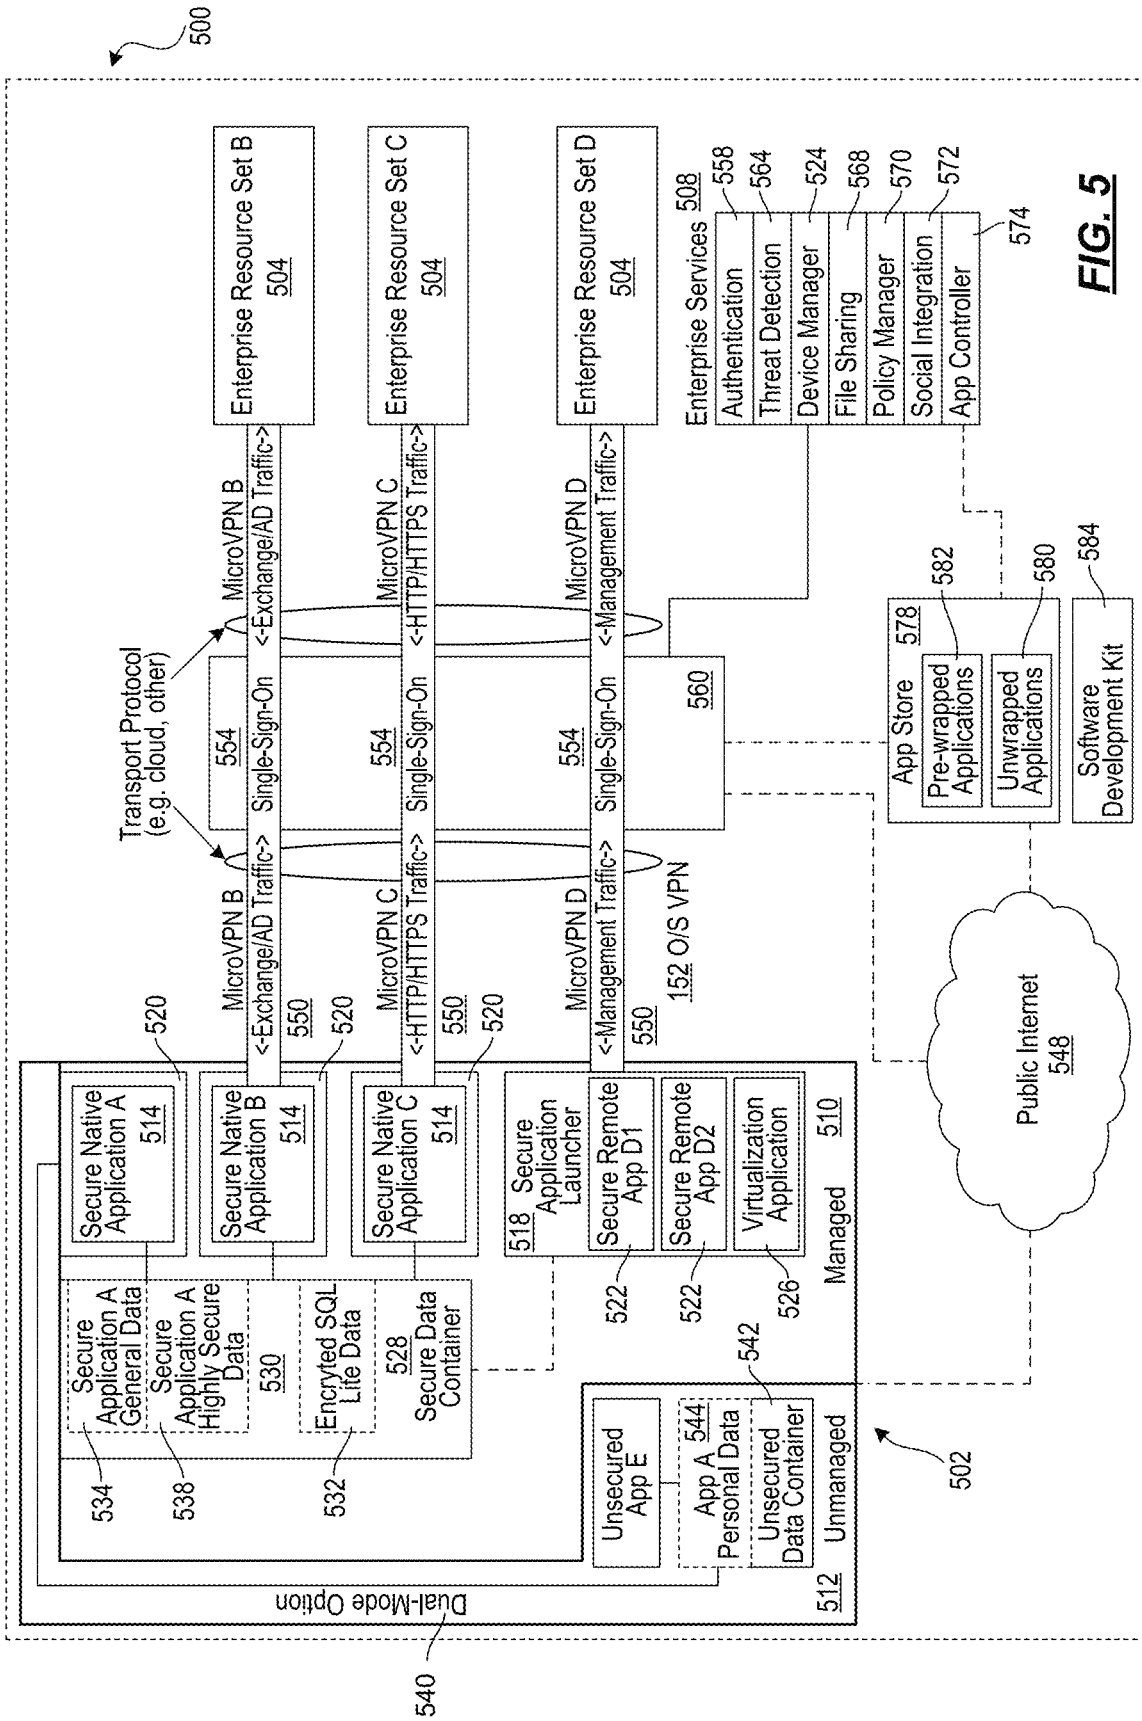 500
540
Dual-Mode Option
534
Secure
Application A
General Data
538
Secure
Application A
Highly Secure
Data
530
532
Encryted SQL
Lite Data
528
Secure Data
Container
Secure Native
Application A
514
520
Secure Native
Application B
514
520
Secure Native
Application C
514
520
518
Secure
Application
Launcher
Secure Remote
App D1
522
Secure Remote
App D2
522
Virtualization
Application
526
Managed
510
Unsecured
App E
App A
Personal Data
544
542
Unsecured
Data Container
512
Unmanaged
502
MicroVPN B
<-Exchange/AD Traffic->
550
MicroVPN C
<-HTTP/HTTPS Traffic->
550
MicroVPN D
<-Management Traffic->
550
152 O/S VPN
Transport Protocol
(e.g. cloud, other)
554
Single-Sign-On
554
Single-Sign-On
554
Single-Sign-On
560
MicroVPN B
<-Exchange/AD Traffic->
MicroVPN C
<-HTTP/HTTPS Traffic->
MicroVPN D
<-Management Traffic->
Enterprise Resource Set B
504
Enterprise Resource Set C
504
Enterprise Resource Set D
504
Enterprise Services 508
Authentication
558
Threat Detection
564
Device Manager
524
File Sharing
568
Policy Manager
570
Social Integration
572
App Controller
574
Public Internet
548
App Store 578
Pre-wrapped
Applications
582
Unwrapped
Applications
580
Software
Development Kit
584
FIG. 5